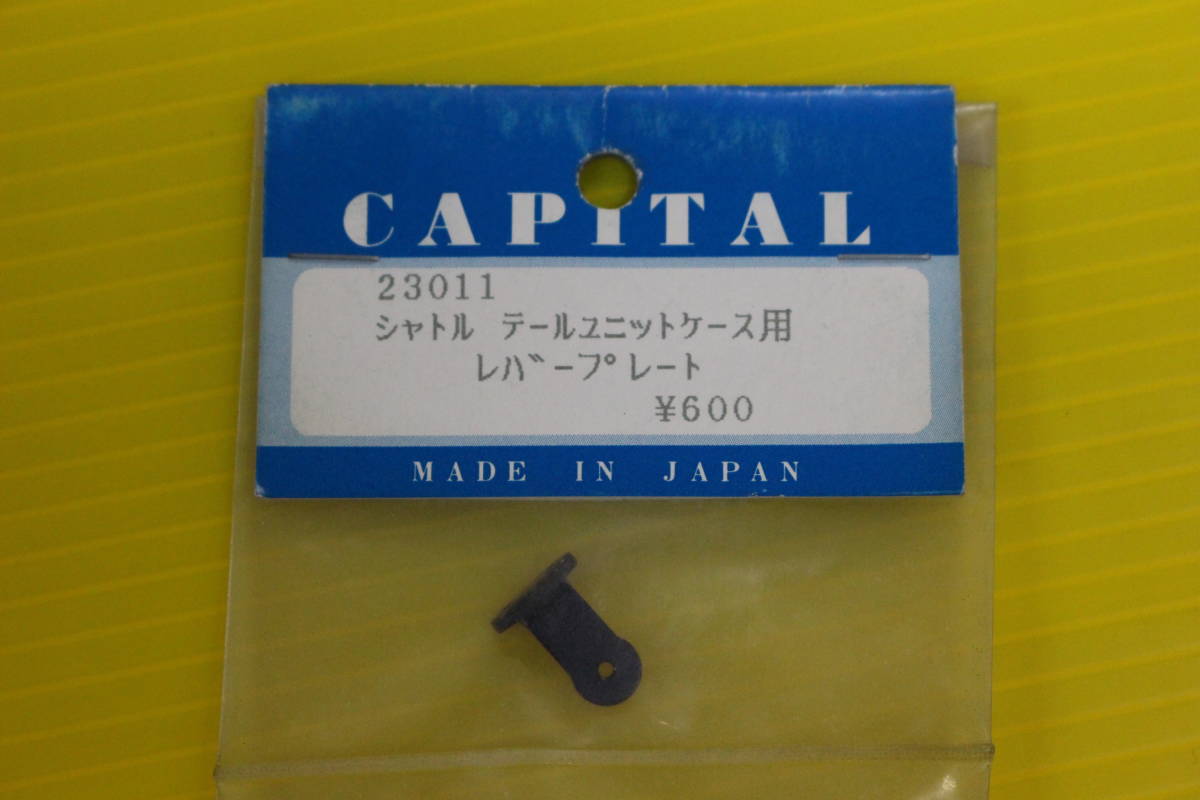 CAPITAL
23011
シャトル テールユニットケース用
レバープレート
¥600
MADE IN JAPAN